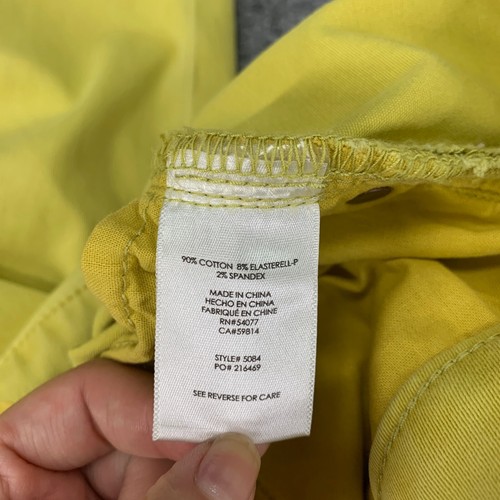 90% COTTON 8% ELASTERELL-P
2% SPANDEX
MADE IN CHINA
HECHO EN CHINA
FABRIQUÉ EN CHINE
RN#54077
CA#59814
STYLE# 5084
PO# 216469
SEE REVERSE FOR CARE